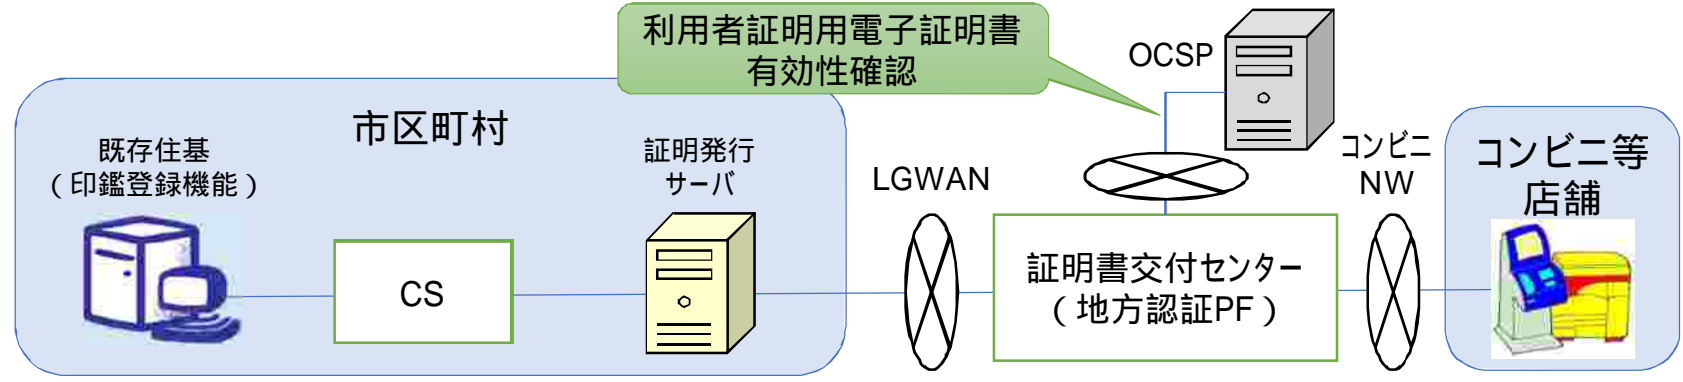 利用者証明用電子証明書
有効性確認
OCSP
市区町村
既存住基
（印鑑登録機能）
CS
証明発行
サーバ
LGWAN
証明書交付センター
（地方認証PF）
コンビニ
NW
コンビニ等
店舗